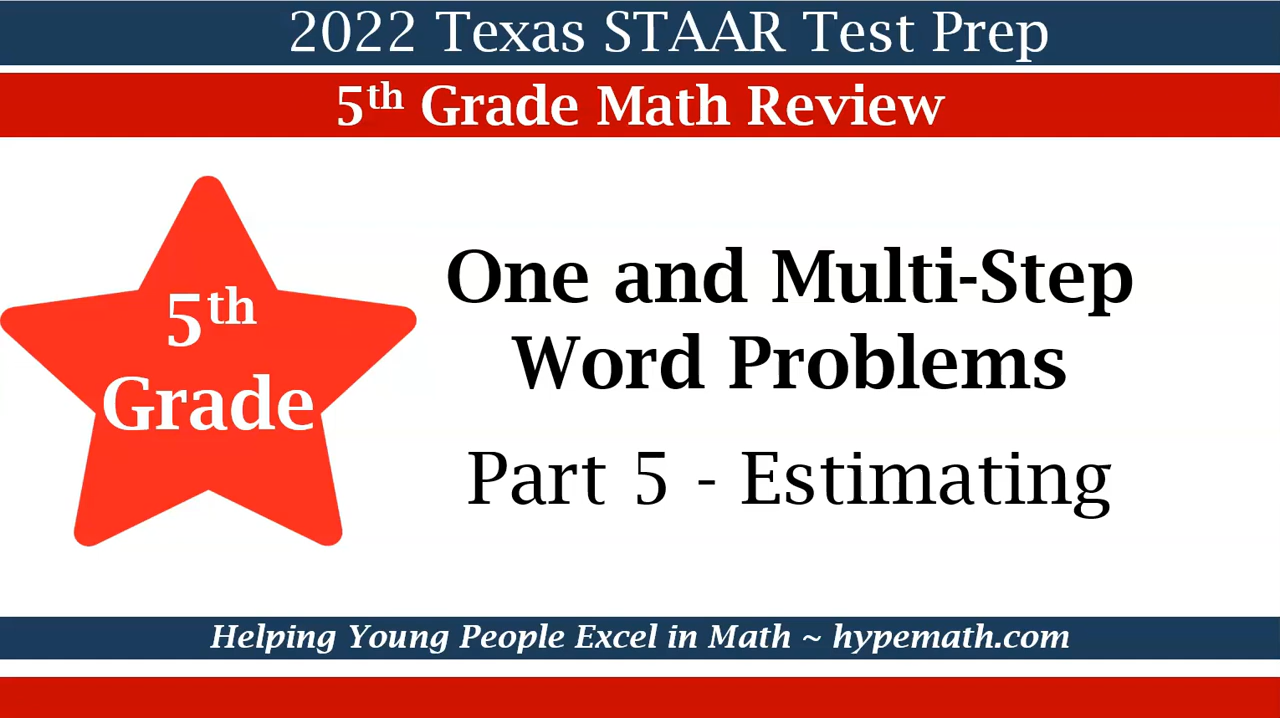 2022 Texas STAAR Test Prep
5th Grade Math Review
5th
Grade
One and Multi-Step
Word Problems
Part 5 - Estimating
Helping Young People Excel in Math ~ hypemath.com